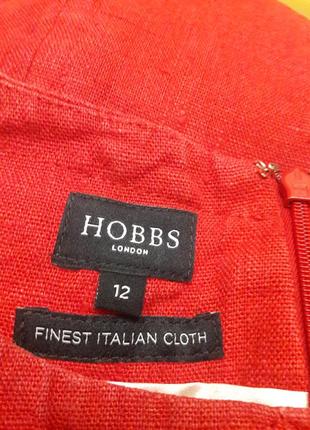 HOBBS
LONDON
12
FINEST ITALIAN CLOTH